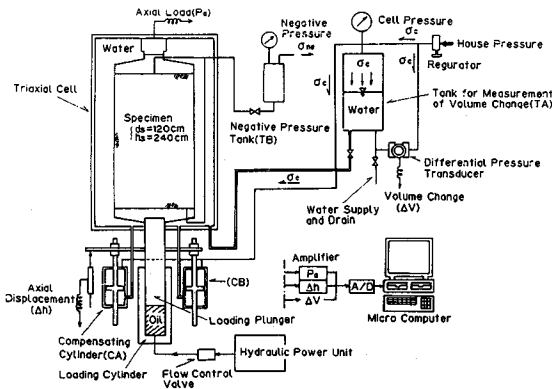 Axial Load(Pe)
Negative
Pressure
σne
Cell Pressure
σc
House Pressure
Regurator
Water
Triaxial Cell
σc
σc
σc
Water
Tank for Measurement
of Volume Change(TA)
Specimen
ds=120cm
hs=240cm
Negative Pressure
Tank(TB)
Differential Pressure
Transducer
σc
Volume Change
(ΔV)
Water Supply
and Drain
Amplifier
Pe
Δh
ΔV
A/D
Micro Computer
(CB)
Axial
Displacement(Δh)
Loading Plunger
Oil
Compensating
Cylinder(CA)
Loading Cylinder
Hydraulic Power Unit
Flow Control
Valve